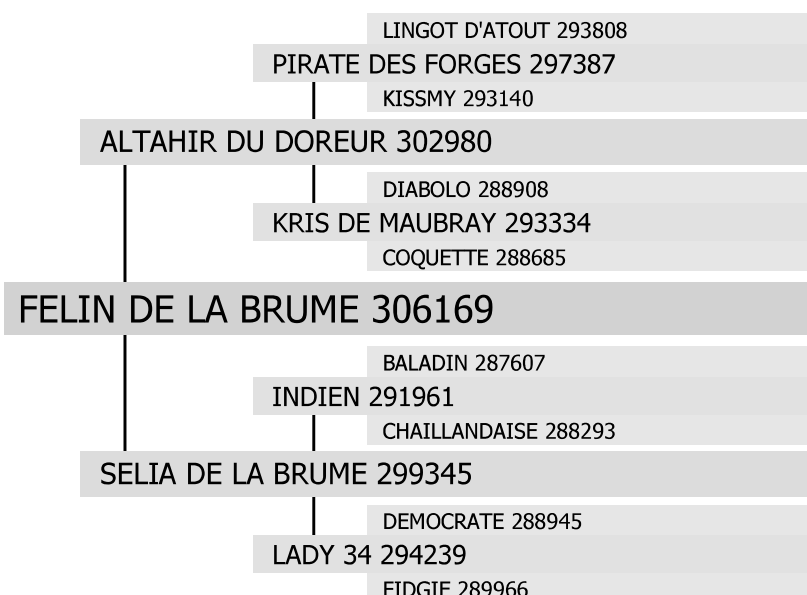 LINGOT D'ATOUT 293808
PIRATE DES FORGES 297387
KISSMY 293140
ALTAHIR DU DOREUR 302980
DIABOLO 288908
KRIS DE MAUBRAY 293334
COQUETTE 288685
FELIN DE LA BRUME 306169
BALADIN 287607
INDIEN 291961
CHAILLANDAISE 288293
SELIA DE LA BRUME 299345
DEMOCRATE 288945
LADY 34 294239
FIDGIE 289966